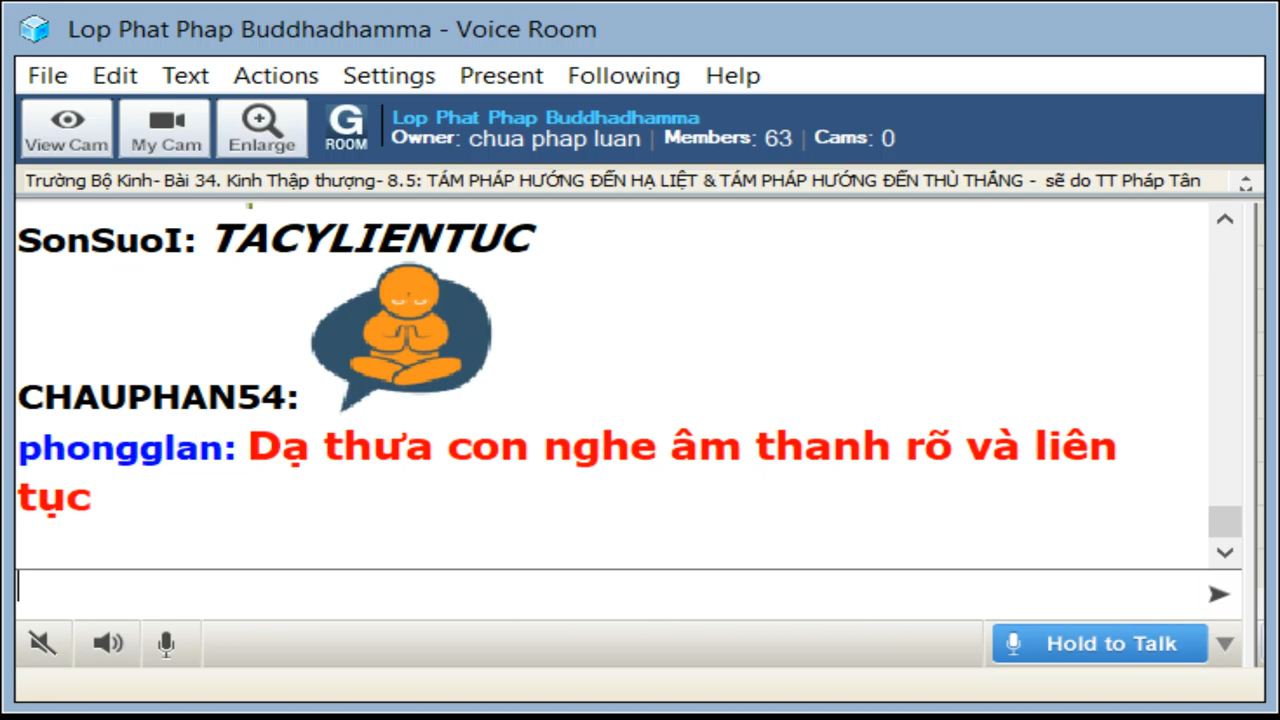 Lop Phat Phap Buddhadhamma - Voice Room
File Edit Text Actions Settings Present Following Help
View Cam My Cam Enlarge G ROOM
Lop Phat Phap Buddhadhamma
Owner: chua phap luan | Members: 63 | Cams: 0
Trường Bộ Kinh- Bài 34. Kinh Thập thượng- 8.5: TÁM PHÁP HƯỚNG ĐẾN HẠ LIỆT & TÁM PHÁP HƯỚNG ĐẾN THÙ THẮNG - sẽ do TT Pháp Tân
SonSuoI: TACYLIENTUC
CHAUPHAN54:
phongglan: Dạ thưa con nghe âm thanh rõ và liên
tục
Hold to Talk